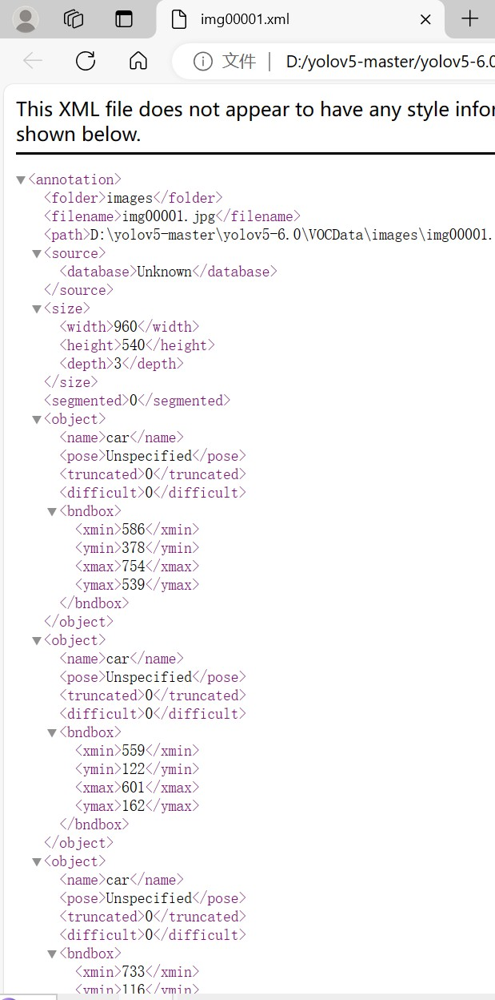 img00001.xml
文件 | D:/yolov5-master/yolov5-6.0
This XML file does not appear to have any style infor
shown below.
▼<annotation>
<folder>images</folder>
<filename>img00001.jpg</filename>
<path>D:\yolov5-master\yolov5-6.0\VOCData\images\img00001.
▼<source>
<database>Unknown</database>
</source>
▼<size>
<width>960</width>
<height>540</height>
<depth>3</depth>
</size>
<segmented>0</segmented>
▼<object>
<name>car</name>
<pose>Unspecified</pose>
<truncated>0</truncated>
<difficult>0</difficult>
▼<bndbox>
<xmin>586</xmin>
<ymin>378</ymin>
<xmax>754</xmax>
<ymax>539</ymax>
</bndbox>
</object>
▼<object>
<name>car</name>
<pose>Unspecified</pose>
<truncated>0</truncated>
<difficult>0</difficult>
▼<bndbox>
<xmin>559</xmin>
<ymin>122</ymin>
<xmax>601</xmax>
<ymax>162</ymax>
</bndbox>
</object>
▼<object>
<name>car</name>
<pose>Unspecified</pose>
<truncated>0</truncated>
<difficult>0</difficult>
▼<bndbox>
<xmin>733</xmin>
<ymin>116</ymin>